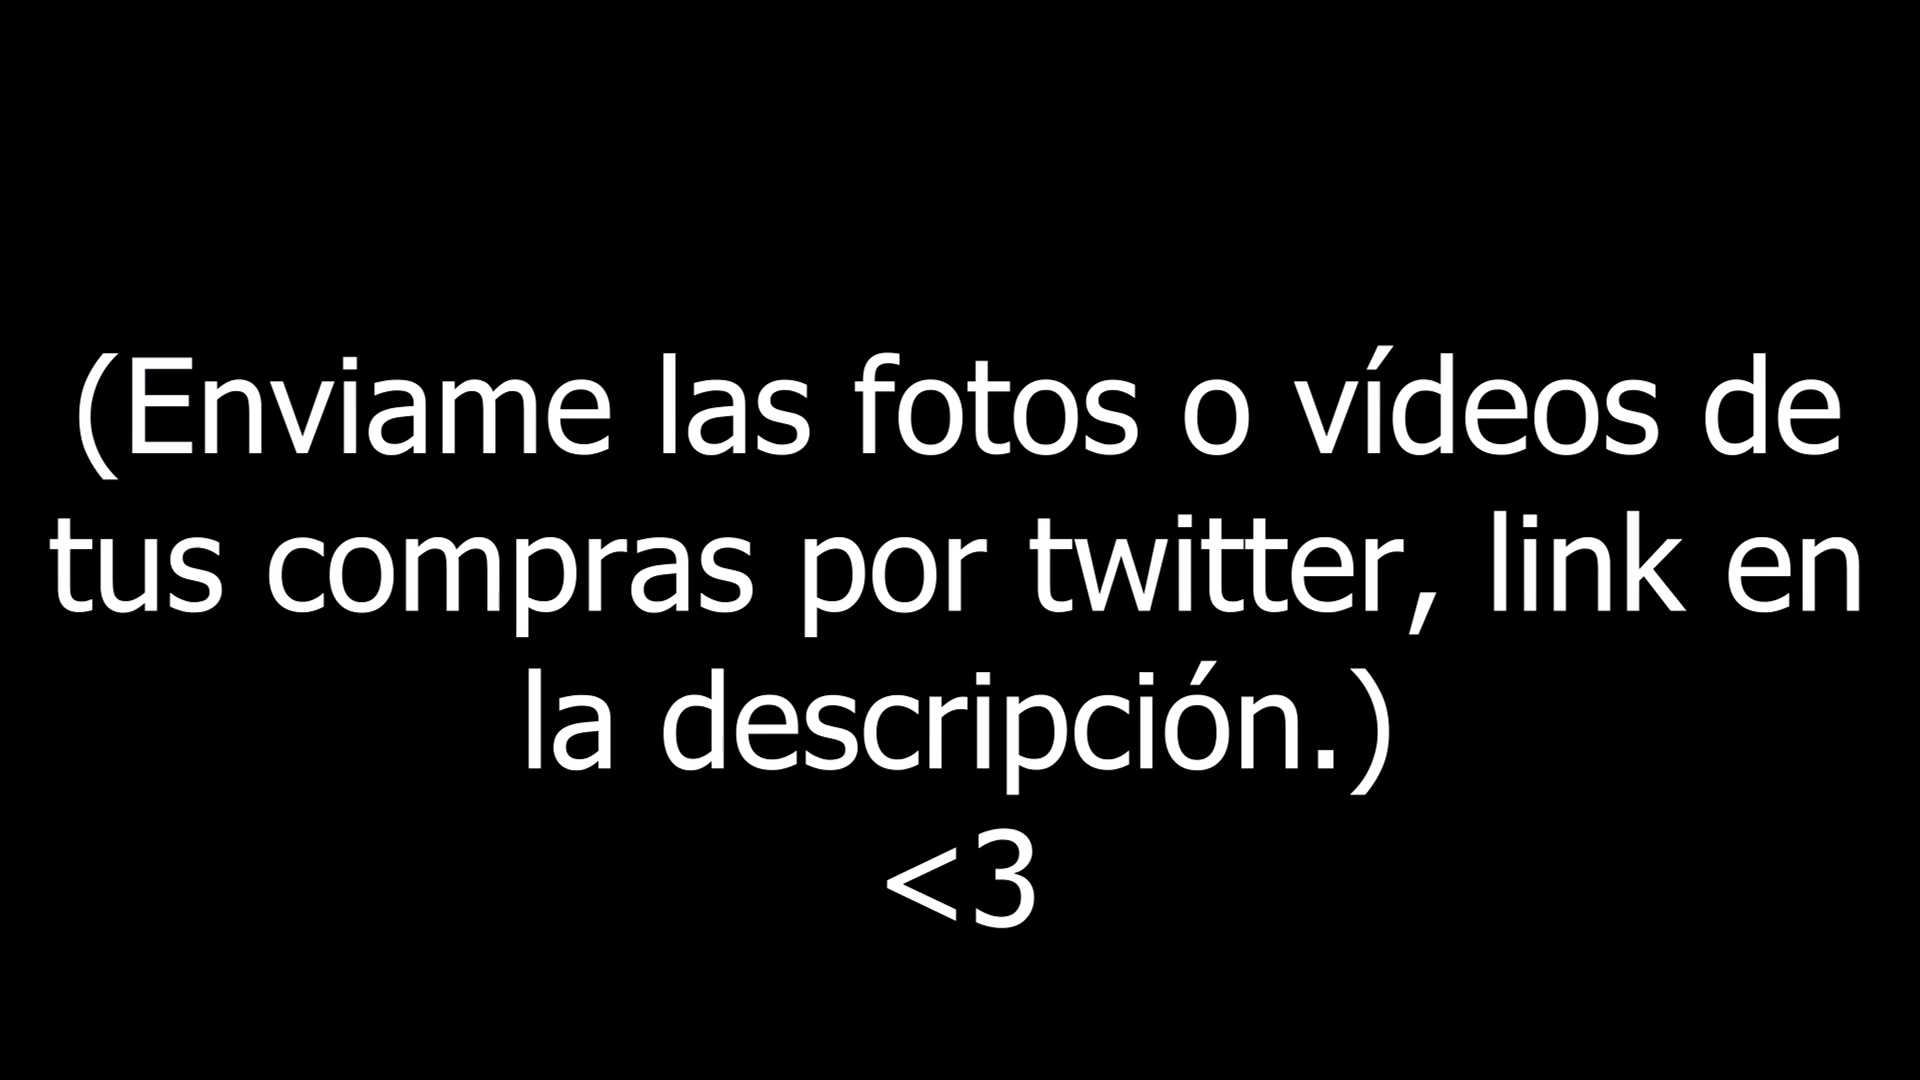 (Enviame las fotos o vídeos de
tus compras por twitter, link en
la descripción.)
<3